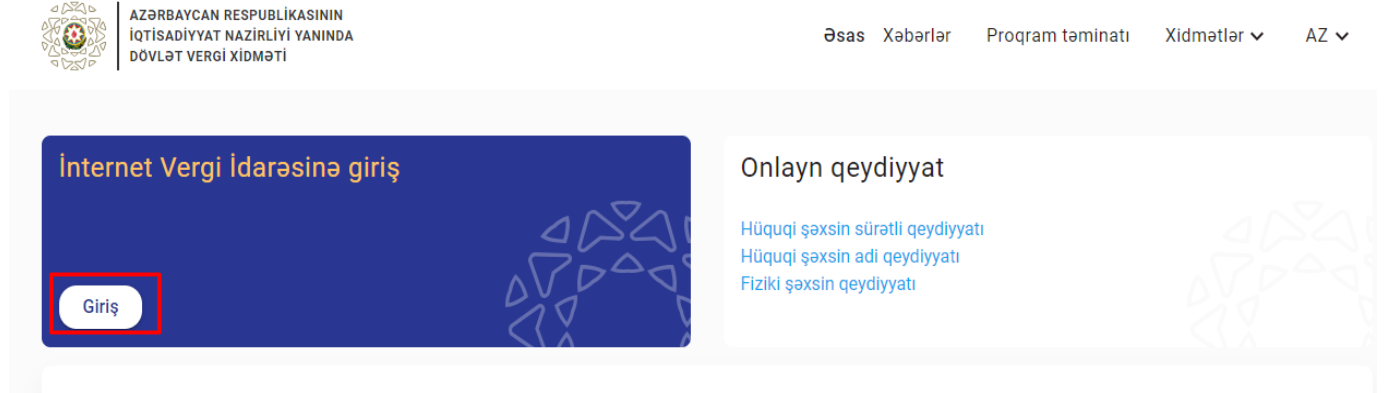 AZƏRBAYCAN RESPUBLİKASININ
İQTİSADİYYAT NAZİRLİYİ YANINDA
DÖVLƏT VERGİ XİDMƏTİ
Əsas Xəbərlər Proqram təminatı Xidmətlər AZ
İnternet Vergi İdarəsinə giriş
Giriş
Onlayn qeydiyyat
Hüquqi şəxsin sürətli qeydiyyatı
Hüquqi şəxsin adi qeydiyyatı
Fiziki şəxsin qeydiyyatı